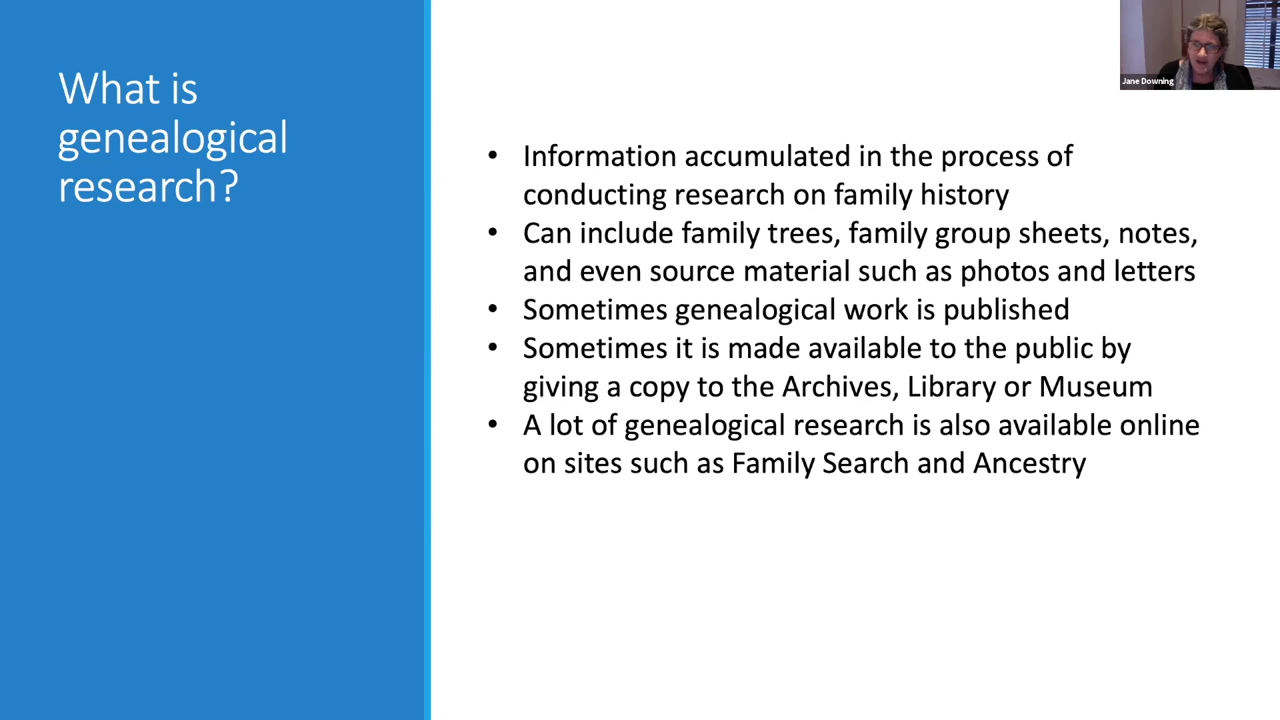 What is
genealogical
research?
Jane Downing
• Information accumulated in the process of
conducting research on family history
• Can include family trees, family group sheets, notes,
and even source material such as photos and letters
• Sometimes genealogical work is published
• Sometimes it is made available to the public by
giving a copy to the Archives, Library or Museum
• A lot of genealogical research is also available online
on sites such as Family Search and Ancestry